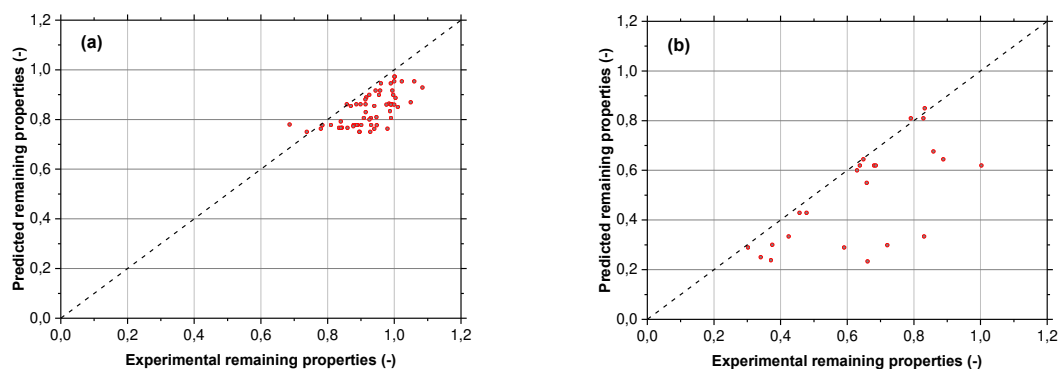 (a)
Predicted remaining properties (-)
1,2
1,0
0,8
0,6
0,4
0,2
0,0
0,0 0,2 0,4 0,6 0,8 1,0 1,2
Experimental remaining properties (-)
(b)
Predicted remaining properties (-)
1,2
1,0
0,8
0,6
0,4
0,2
0,0
0,0 0,2 0,4 0,6 0,8 1,0 1,2
Experimental remaining properties (-)